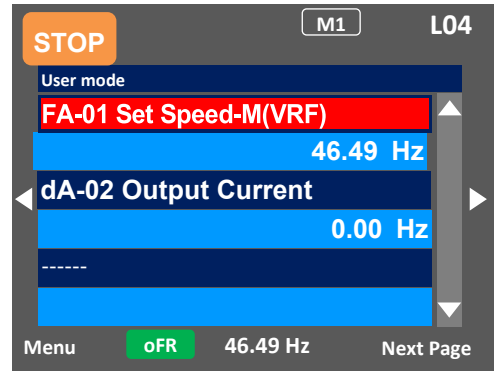 STOP M1 L04
User mode
FA-01 Set Speed-M(VRF)
46.49 Hz
dA-02 Output Current
0.00 Hz
------
Menu oFR 46.49 Hz Next Page